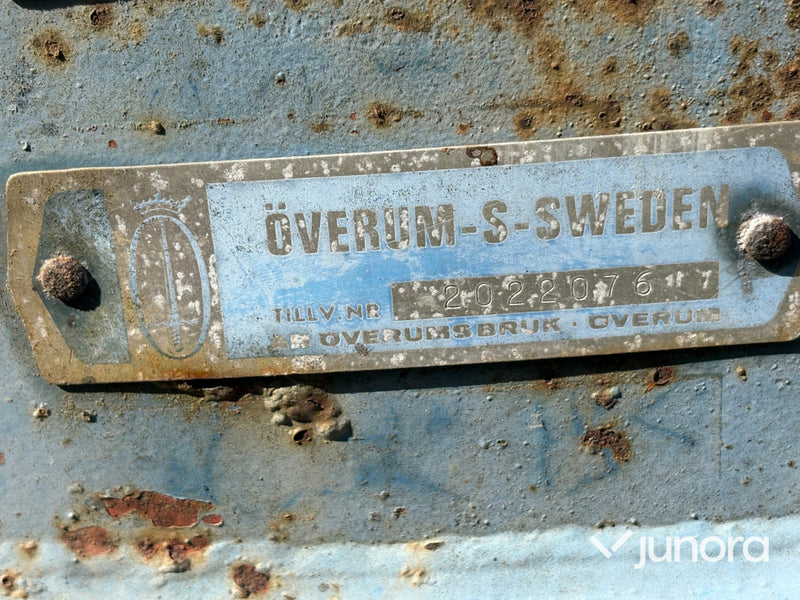 ÖVERUM-S-SWEDEN
TILLV. NR 2022076
AB ÖVERUMSBRUK · ÖVERUM
junora